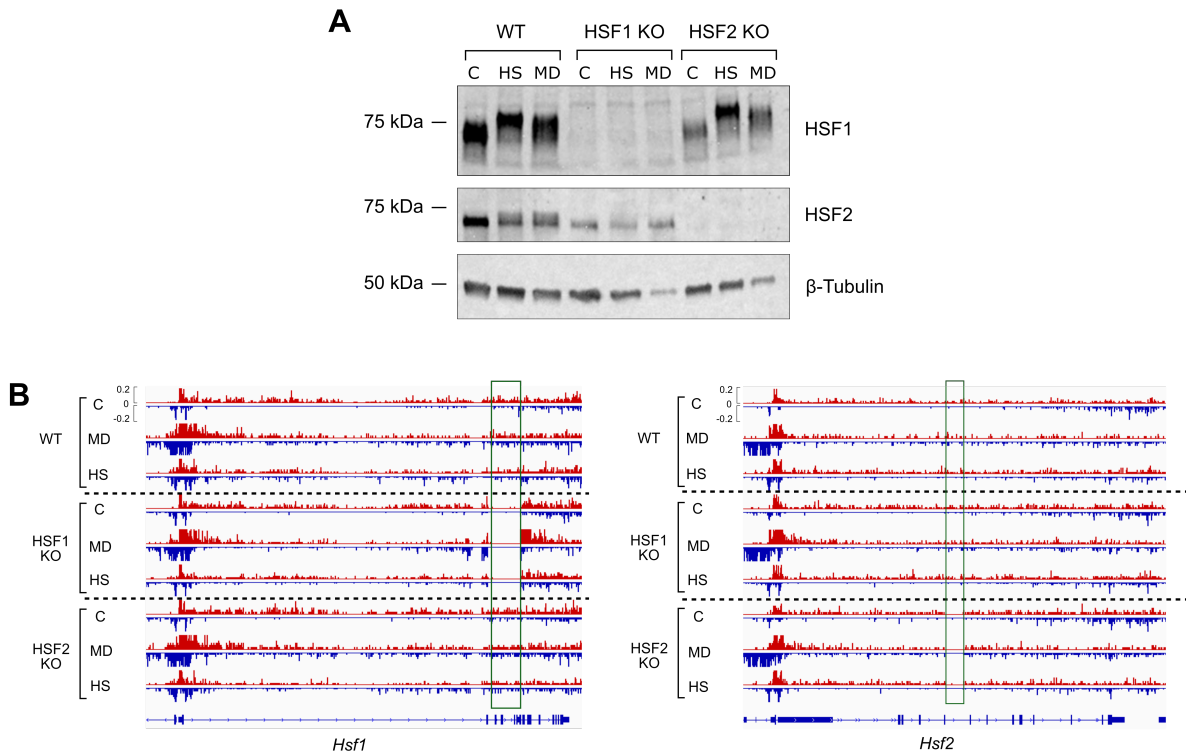 A
WT HSF1 KO HSF2 KO
C HS MD C HS MD C HS MD
75 kDa HSF1
75 kDa HSF2
50 kDa β-Tubulin
B
0.2
0
-0.2
WT
C
MD
HS
HSF1
KO
C
MD
HS
HSF2
KO
C
MD
HS
Hsf1
0.2
0
-0.2
WT
C
MD
HS
HSF1
KO
C
MD
HS
HSF2
KO
C
MD
HS
Hsf2